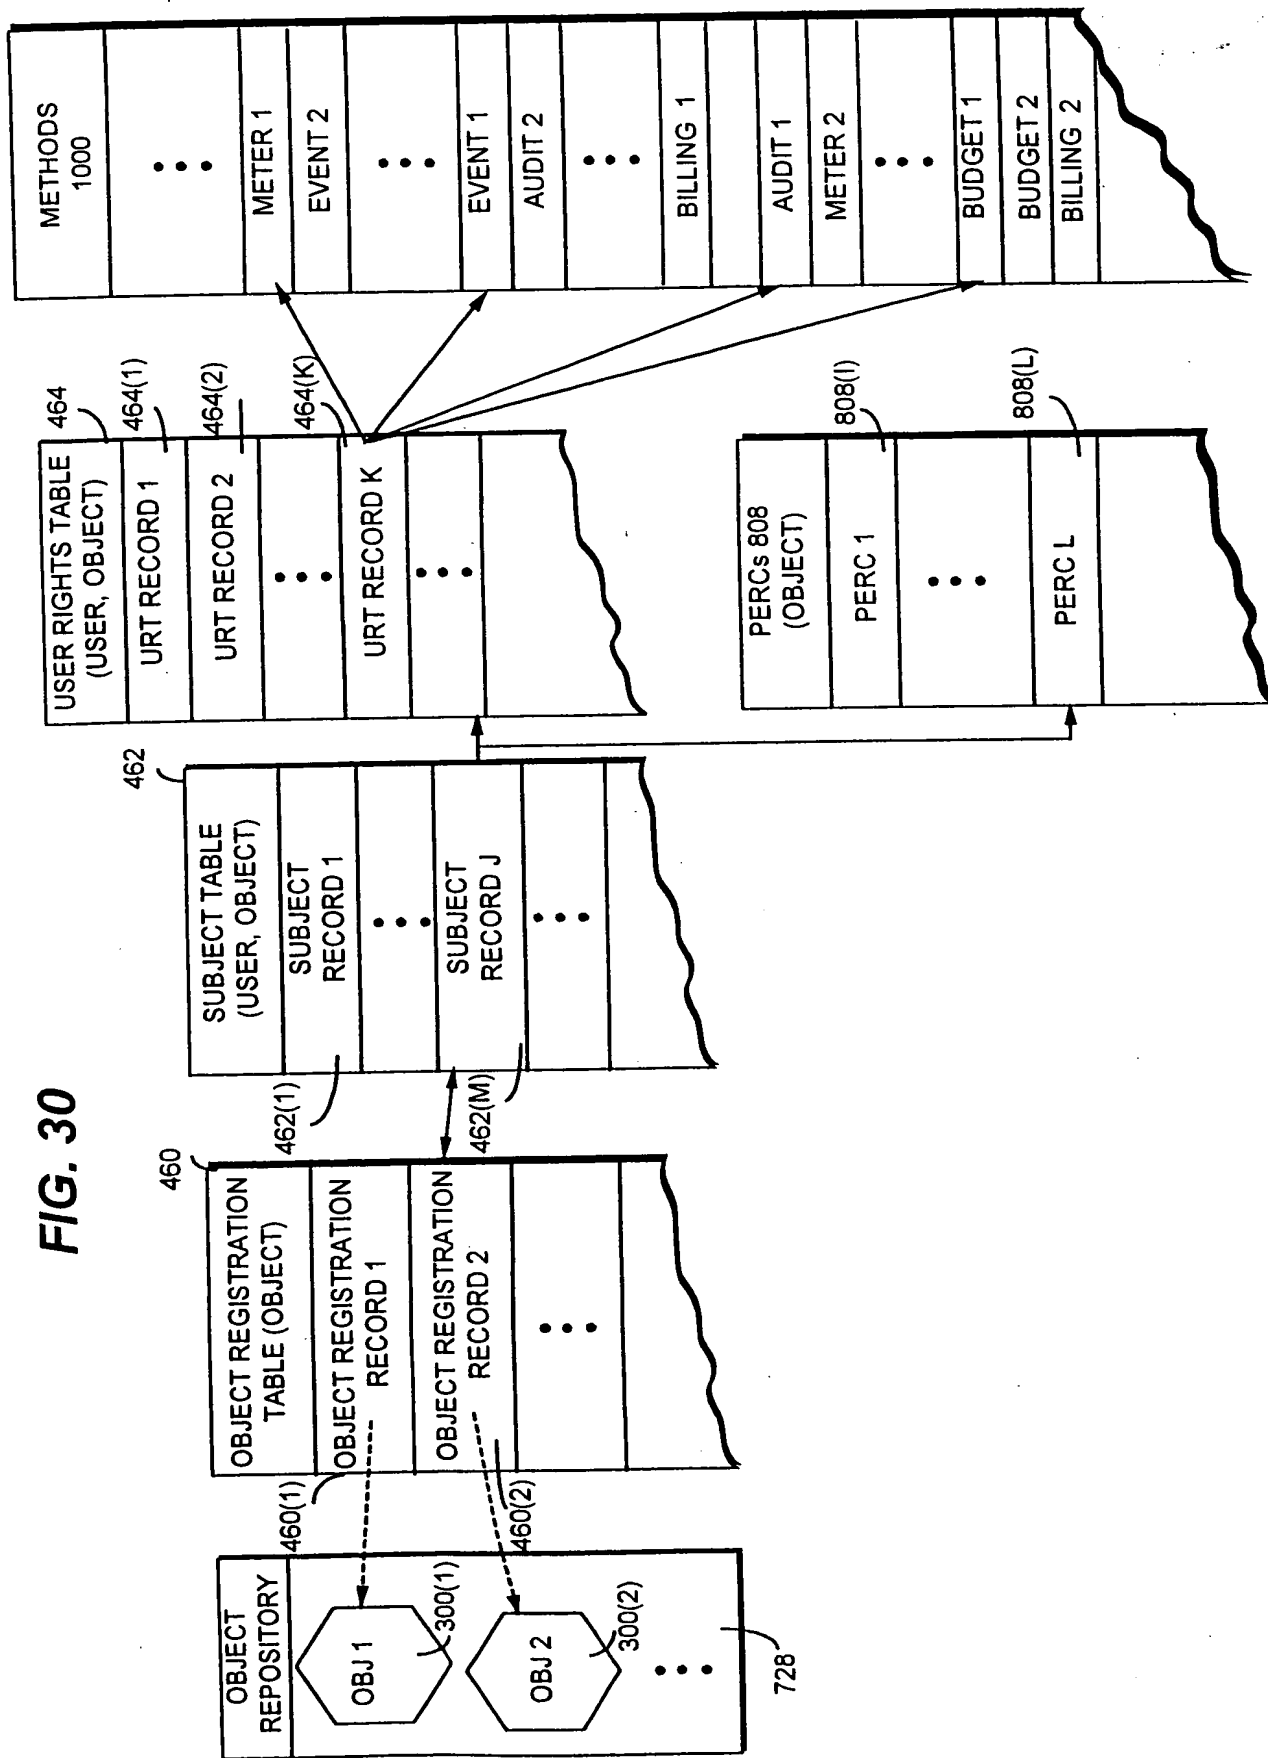 FIG. 30
OBJECT
REPOSITORY
OBJ 1
300(1)
OBJ 2
300(2)
728
460
OBJECT REGISTRATION
TABLE (OBJECT)
460(1)
OBJECT REGISTRATION
RECORD 1
OBJECT REGISTRATION
RECORD 2
460(2)
462
SUBJECT TABLE
(USER, OBJECT)
462(1)
SUBJECT
RECORD 1
SUBJECT
RECORD J
462(M)
USER RIGHTS TABLE
(USER, OBJECT)
464
URT RECORD 1
464(1)
URT RECORD 2
464(2)
URT RECORD K
464(K)
PERCs 808
(OBJECT)
PERC 1
808(I)
PERC L
808(L)
METHODS
1000
METER 1
EVENT 2
EVENT 1
AUDIT 2
BILLING 1
AUDIT 1
METER 2
BUDGET 1
BUDGET 2
BILLING 2